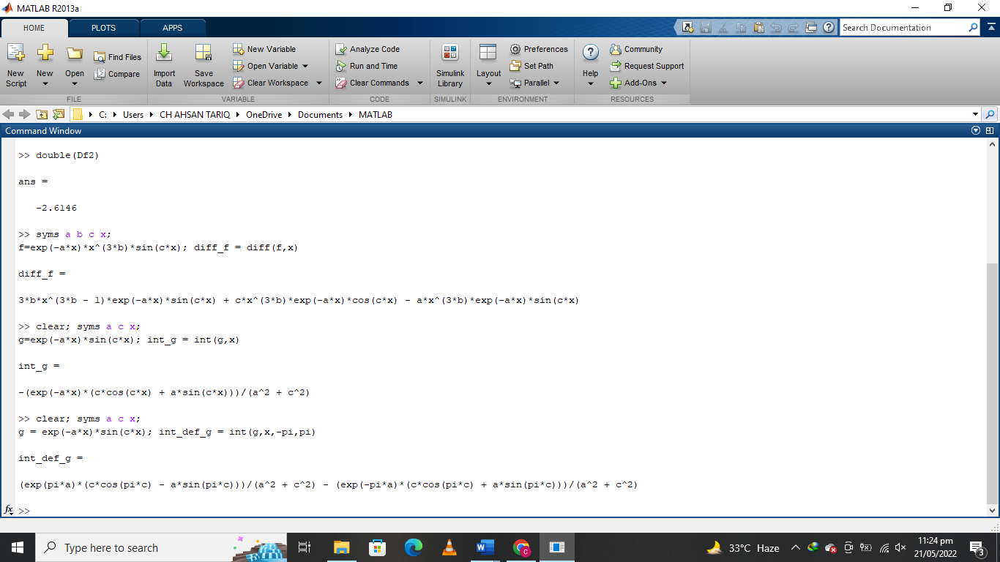 MATLAB R2013a
HOME PLOTS APPS
Search Documentation
New Script
New
Open
Find Files
Compare
FILE
Import Data
Save Workspace
New Variable
Open Variable
Clear Workspace
VARIABLE
Analyze Code
Run and Time
Clear Commands
CODE
Simulink Library
SIMULINK
Layout
Preferences
Set Path
Parallel
ENVIRONMENT
Help
Community
Request Support
Add-Ons
RESOURCES
C: Users CH AHSAN TARIQ OneDrive Documents MATLAB
Command Window
>> double(Df2)
ans =
-2.6146
>> syms a b c x;
f=exp(-a*x)*x^(3*b)*sin(c*x); diff_f = diff(f,x)
diff_f =
3*b*x^(3*b - 1)*exp(-a*x)*sin(c*x) + c*x^(3*b)*exp(-a*x)*cos(c*x) - a*x^(3*b)*exp(-a*x)*sin(c*x)
>> clear; syms a c x;
g=exp(-a*x)*sin(c*x); int_g = int(g,x)
int_g =
-(exp(-a*x)*(c*cos(c*x) + a*sin(c*x)))/(a^2 + c^2)
>> clear; syms a c x;
g = exp(-a*x)*sin(c*x); int_def_g = int(g,x,-pi,pi)
int_def_g =
(exp(pi*a)*(c*cos(pi*c) - a*sin(pi*c)))/(a^2 + c^2) - (exp(-pi*a)*(c*cos(pi*c) + a*sin(pi*c)))/(a^2 + c^2)
fx >>
Type here to search
33°C Haze
11:24 pm
21/05/2022
3